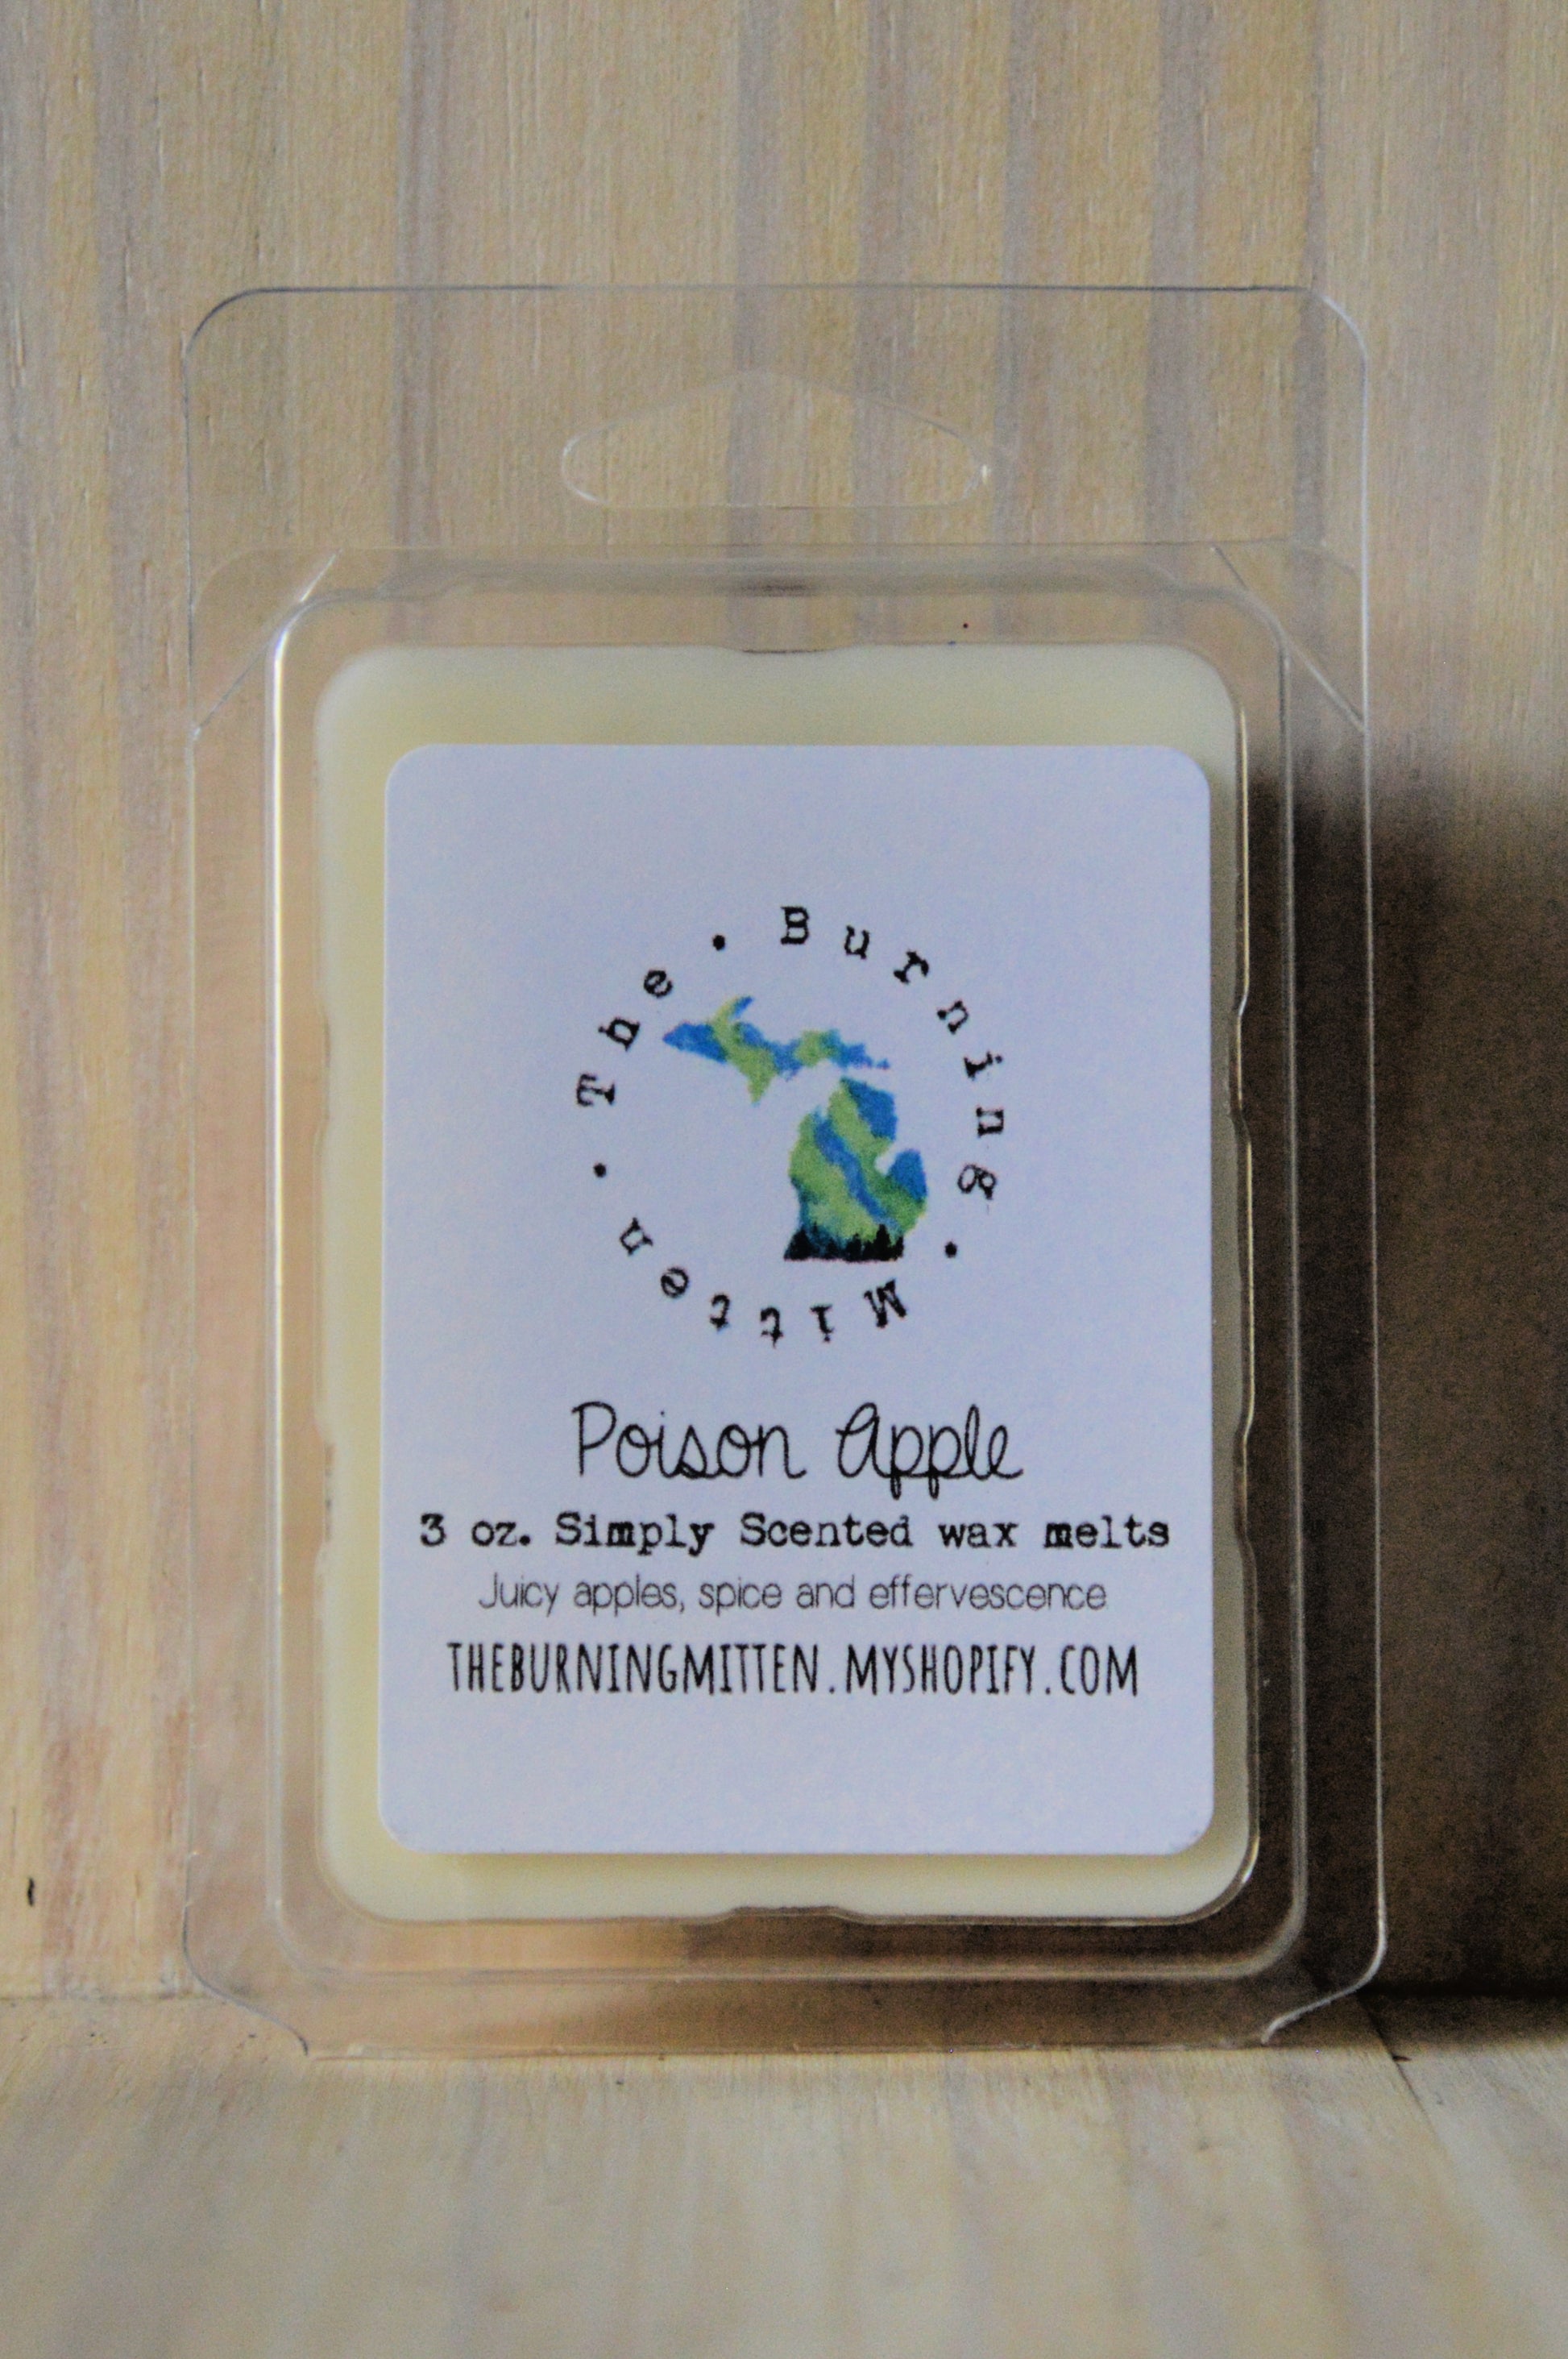 The · Burning · Mitten ·
Poison Apple
3 oz. Simply Scented wax melts
Juicy apples, spice and effervescence
THEBURNINGMITTEN.MYSHOPIFY.COM